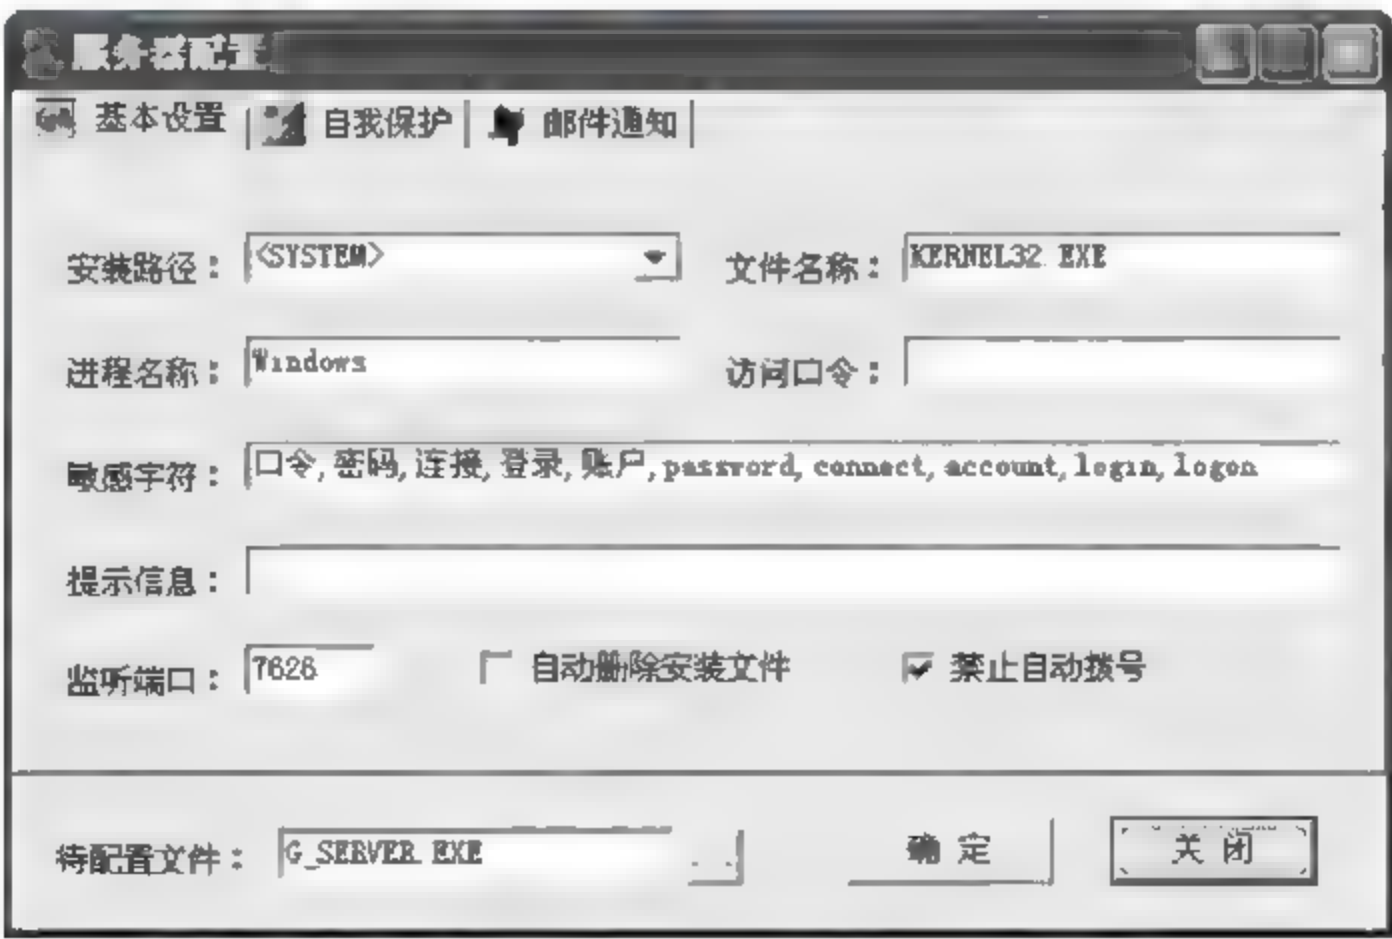 服务器配置
基本设置 自我保护 邮件通知
安装路径： <SYSTEM> 文件名称： KERNEL32.EXE
进程名称： Windows 访问口令：
敏感字符： 口令,密码,连接,登录,账户,password,connect,account,login,logon
提示信息：
监听端口： 7626 自动删除安装文件 禁止自动拨号
待配置文件： G_SERVER.EXE ... 确定 关闭